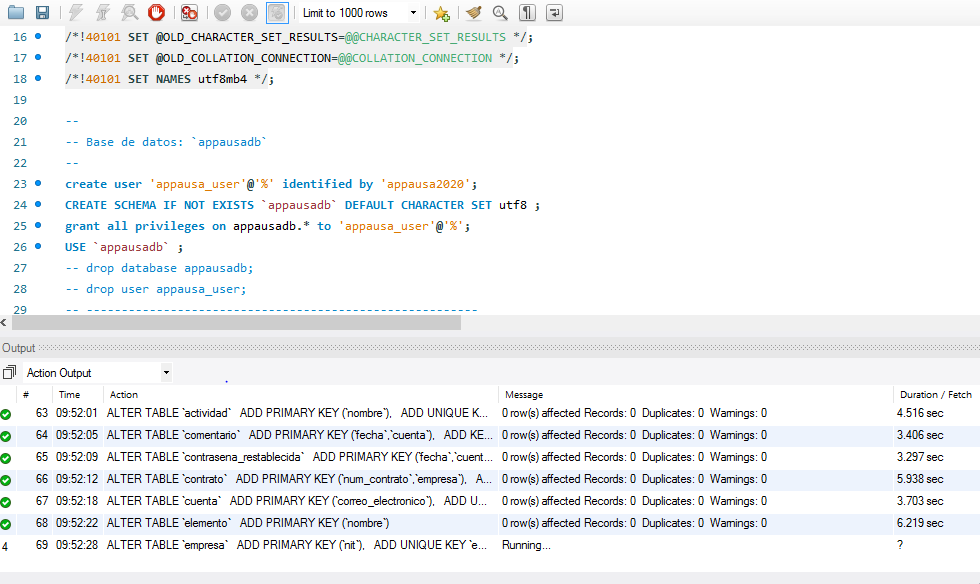 Limit to 1000 rows
16 /*!40101 SET @OLD_CHARACTER_SET_RESULTS=@@CHARACTER_SET_RESULTS */;
17 /*!40101 SET @OLD_COLLATION_CONNECTION=@@COLLATION_CONNECTION */;
18 /*!40101 SET NAMES utf8mb4 */;
19
20 --
21 -- Base de datos: `appausadb`
22 --
23 create user 'appausa_user'@'%' identified by 'appausa2020';
24 CREATE SCHEMA IF NOT EXISTS `appausadb` DEFAULT CHARACTER SET utf8 ;
25 grant all privileges on appausadb.* to 'appausa_user'@'%';
26 USE `appausadb` ;
27 -- drop database appausadb;
28 -- drop user appausa_user;
29 -- --------------------------------------------------------
Output
Action Output
# Time Action Message Duration / Fetch
63 09:52:01 ALTER TABLE `actividad` ADD PRIMARY KEY (`nombre`), ADD UNIQUE K... 0 row(s) affected Records: 0 Duplicates: 0 Warnings: 0 4.516 sec
64 09:52:05 ALTER TABLE `comentario` ADD PRIMARY KEY (`fecha`,`cuenta`), ADD KE... 0 row(s) affected Records: 0 Duplicates: 0 Warnings: 0 3.406 sec
65 09:52:09 ALTER TABLE `contrasena_restablecida` ADD PRIMARY KEY (`fecha`,`cuent... 0 row(s) affected Records: 0 Duplicates: 0 Warnings: 0 3.297 sec
66 09:52:12 ALTER TABLE `contrato` ADD PRIMARY KEY (`num_contrato`,`empresa`), A... 0 row(s) affected Records: 0 Duplicates: 0 Warnings: 0 5.938 sec
67 09:52:18 ALTER TABLE `cuenta` ADD PRIMARY KEY (`correo_electronico`), ADD U... 0 row(s) affected Records: 0 Duplicates: 0 Warnings: 0 3.703 sec
68 09:52:22 ALTER TABLE `elemento` ADD PRIMARY KEY (`nombre`) 0 row(s) affected Records: 0 Duplicates: 0 Warnings: 0 6.219 sec
4 69 09:52:28 ALTER TABLE `empresa` ADD PRIMARY KEY (`nit`), ADD UNIQUE KEY `e... Running... ?